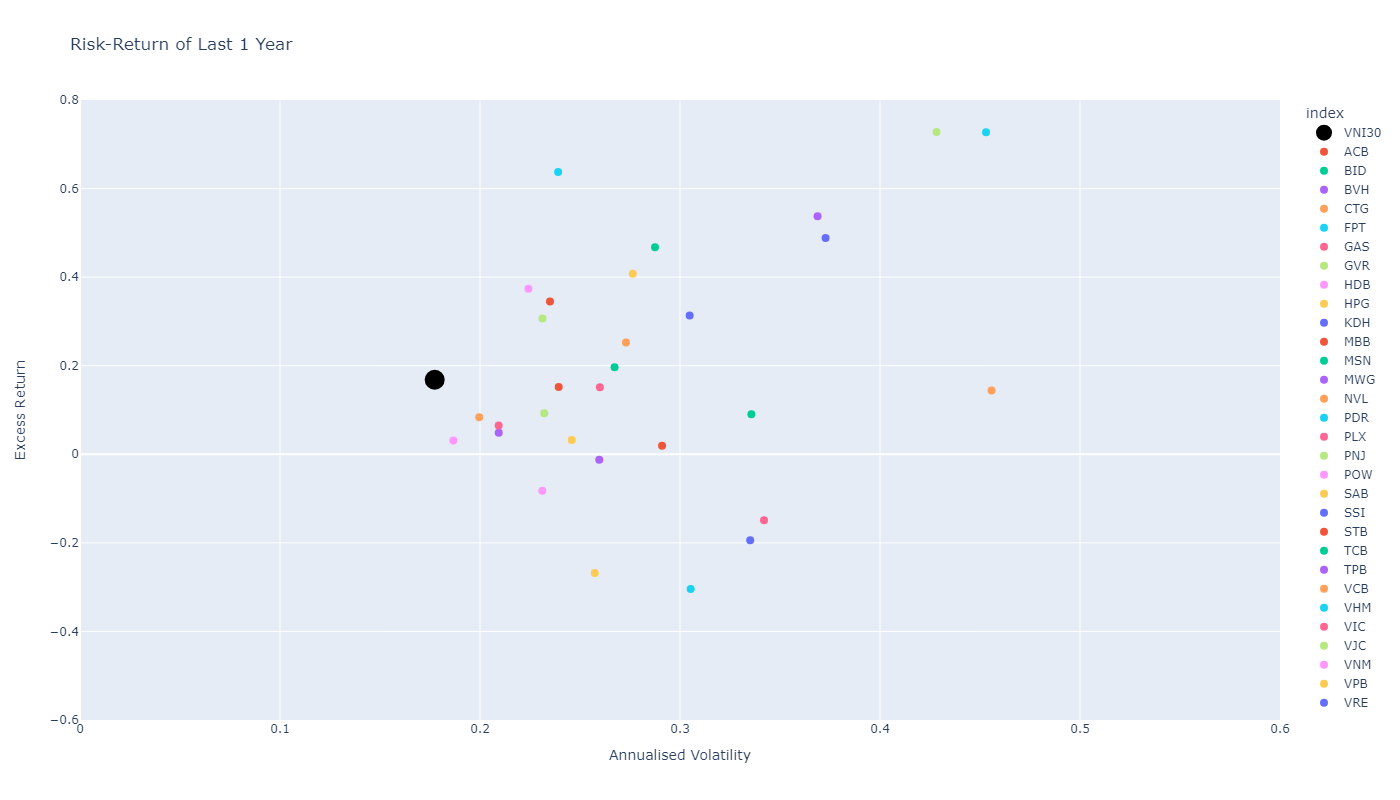 Risk-Return of Last 1 Year
0.8
0.6
0.4
0.2
0
−0.2
−0.4
−0.6
Excess Return
0
0.1
0.2
0.3
0.4
0.5
0.6
Annualised Volatility
index
VNI30
ACB
BID
BVH
CTG
FPT
GAS
GVR
HDB
HPG
KDH
MBB
MSN
MWG
NVL
PDR
PLX
PNJ
POW
SAB
SSI
STB
TCB
TPB
VCB
VHM
VIC
VJC
VNM
VPB
VRE